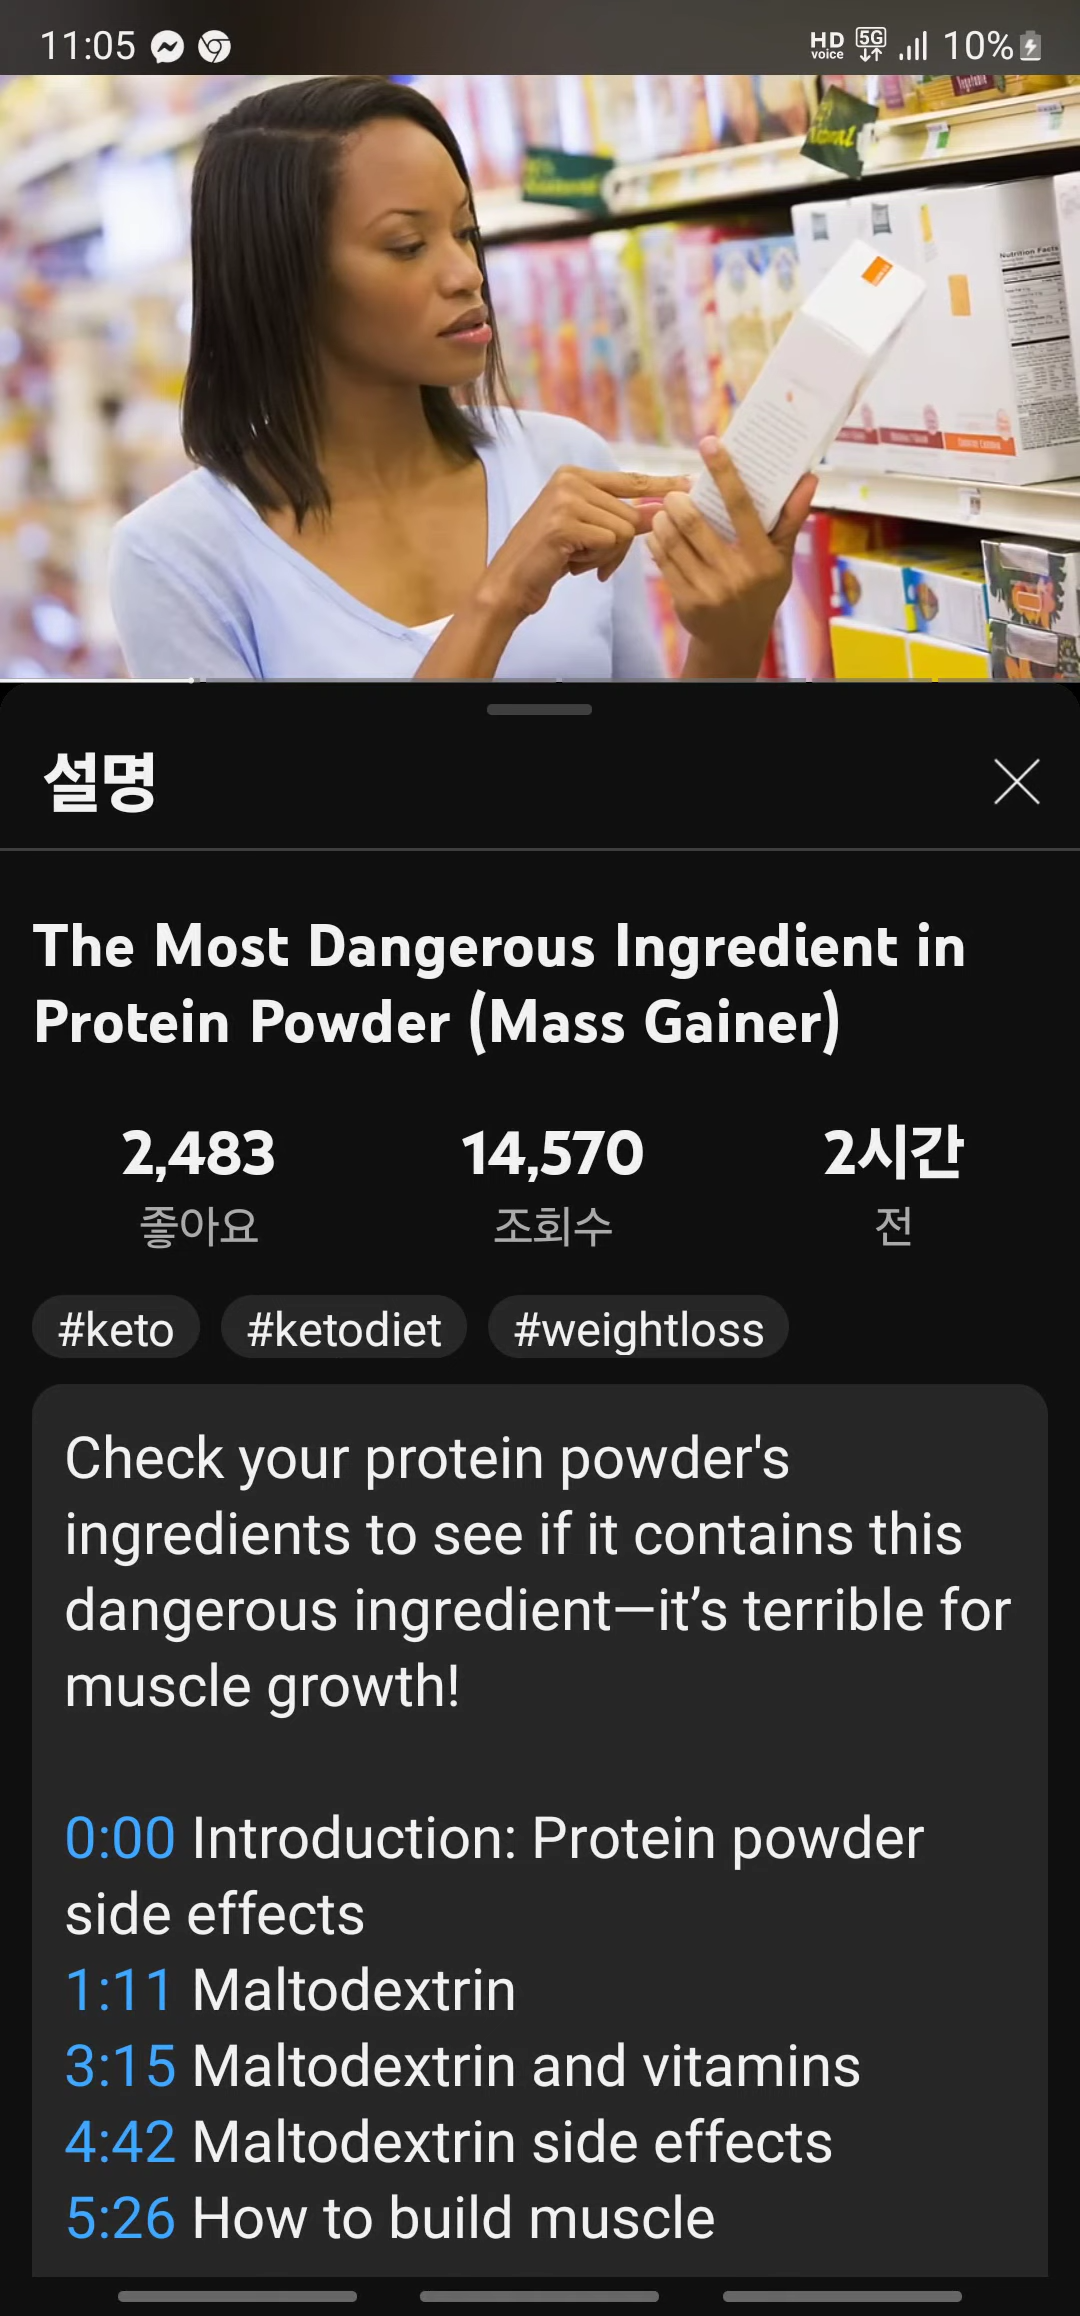 11:05
HD voice 5G 10%
Natural
Nutrition Facts
설명
The Most Dangerous Ingredient in
Protein Powder (Mass Gainer)
2,483 14,570 2시간
좋아요 조회수 전
#keto #ketodiet #weightloss
Check your protein powder's
ingredients to see if it contains this
dangerous ingredient—it’s terrible for
muscle growth!
0:00 Introduction: Protein powder
side effects
1:11 Maltodextrin
3:15 Maltodextrin and vitamins
4:42 Maltodextrin side effects
5:26 How to build muscle